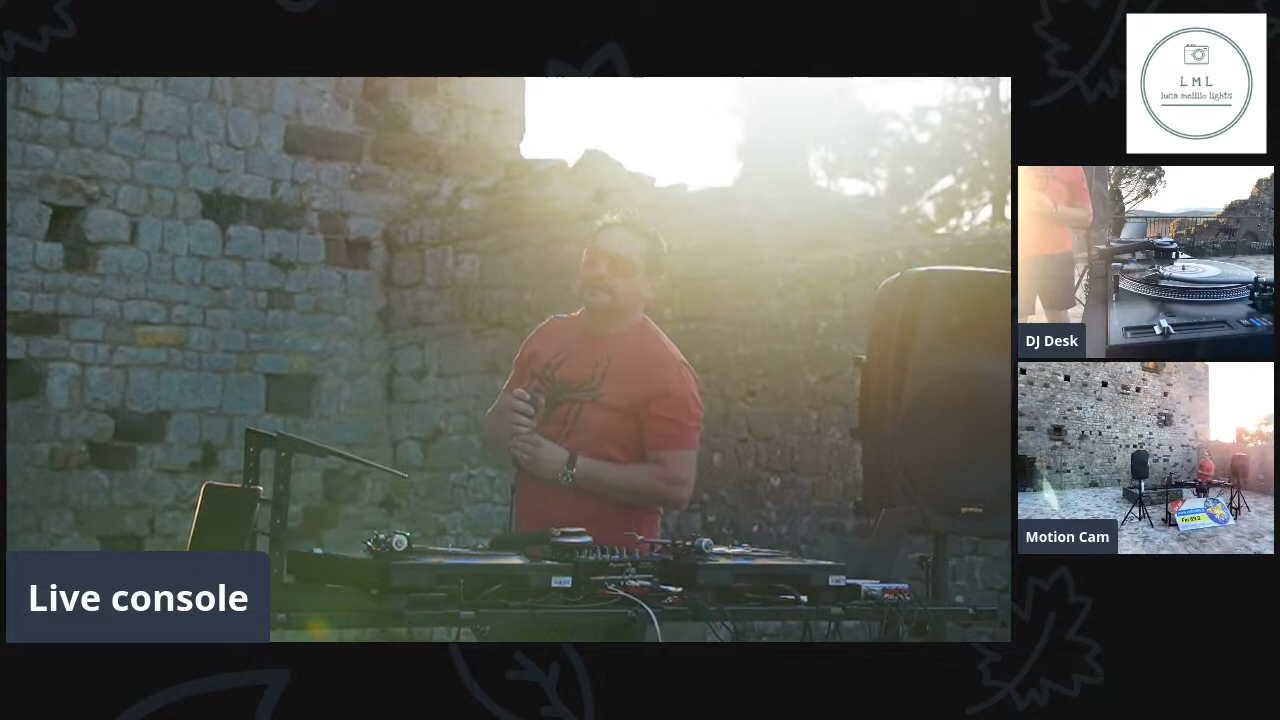 L M L
luca melillo lights
DJ Desk
Motion Cam
Live console